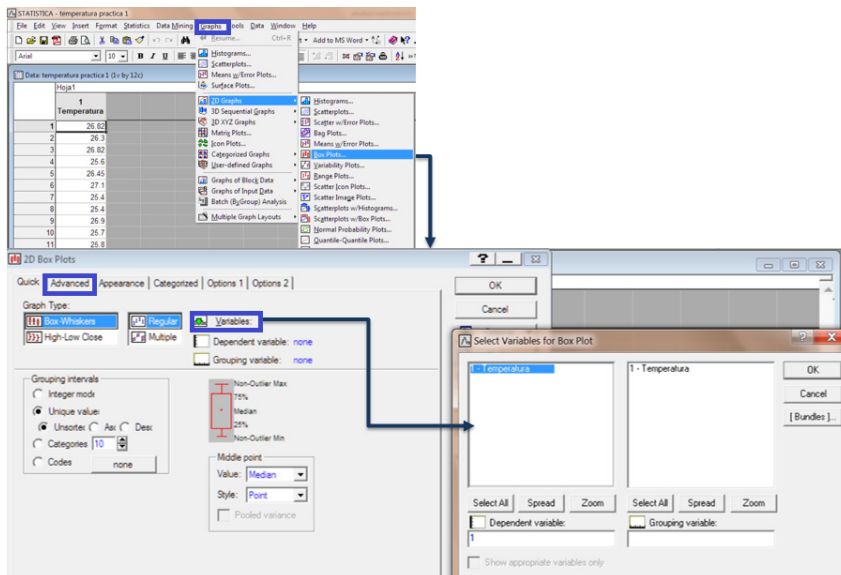 STATISTICA - temperatura practica 1
File Edit View Insert Format Statistics Data Mining Graphs Tools Data Window Help
Resume... Ctrl+R
Add to MS Word
Arial 10 B I U
Histograms...
Scatterplots...
Means w/Error Plots...
Surface Plots...
2D Graphs
3D Sequential Graphs
3D XYZ Graphs
Matrix Plots...
Icon Plots...
Categorized Graphs
User-defined Graphs
Graphs of Block Data
Graphs of Input Data
Batch (ByGroup) Analysis
Multiple Graph Layouts
Histograms...
Scatterplots...
Scatter w/Error Plots...
Bag Plots...
Means w/Error Plots...
Box Plots...
Variability Plots...
Range Plots...
Scatter Icon Plots...
Scatter Image Plots...
Scatterplots w/Histograms...
Scatterplots w/Box Plots...
Normal Probability Plots...
Quantile-Quantile Plots...
Data: temperatura practica 1 (1v by 12c)
Hoja1
1
Temperatura
1 26.82
2 26.3
3 26.82
4 25.6
5 26.45
6 27.1
7 25.4
8 25.4
9 26.9
10 25.7
11 25.8
2D Box Plots
Quick Advanced Appearance Categorized Options 1 Options 2
OK
Cancel
Graph Type:
Box-Whiskers
High-Low Close
Regular
Multiple
Variables:
Dependent variable: none
Grouping variable: none
Grouping intervals
Integer mode
Unique values
Unsorted Asc Desc
Categories 10
Codes none
Non-Outlier Max
75%
Median
25%
Non-Outlier Min
Middle point
Value: Median
Style: Point
Pooled variance
Select Variables for Box Plot
1 - Temperatura
1 - Temperatura
OK
Cancel
[ Bundles ]...
Select All Spread Zoom
Select All Spread Zoom
Dependent variable:
Grouping variable:
1
Show appropriate variables only